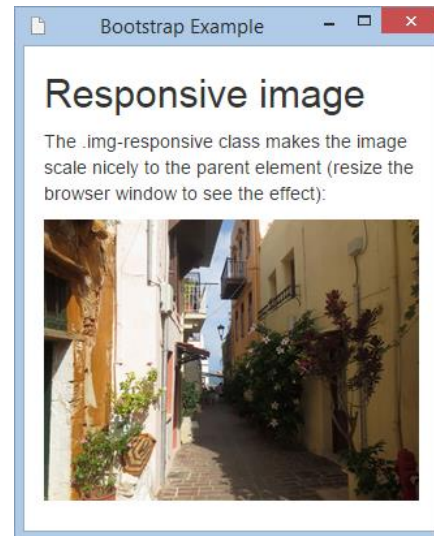 Bootstrap Example
Responsive image
The .img-responsive class makes the image
scale nicely to the parent element (resize the
browser window to see the effect):